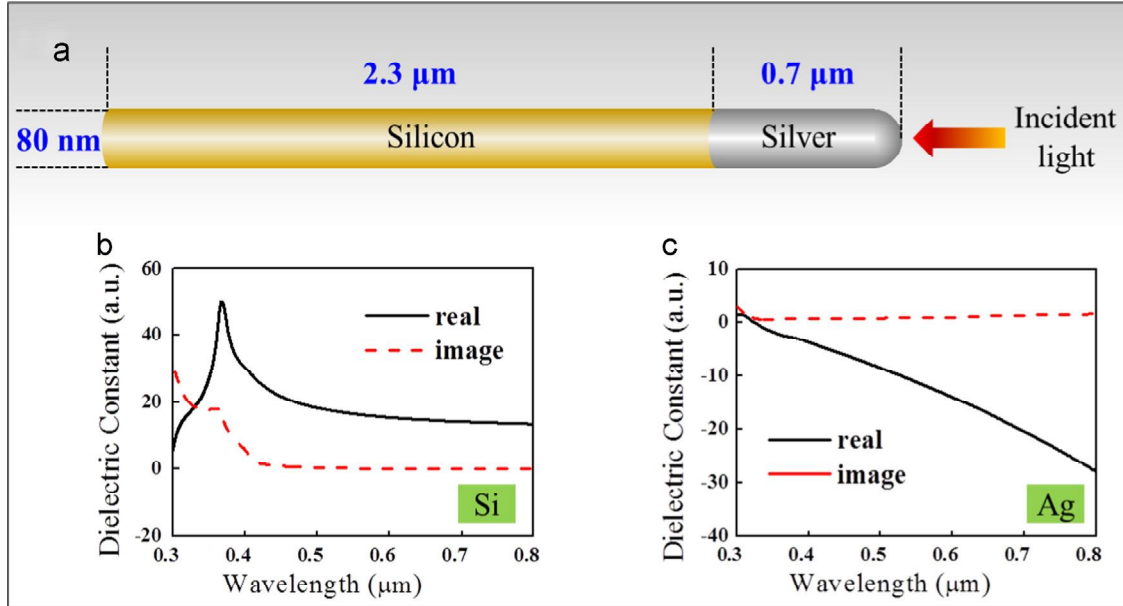 a
2.3 μm
0.7 μm
80 nm
Silicon
Silver
Incident
light
b
Dielectric Constant (a.u.)
60
40
20
0
-20
real
image
Si
0.3 0.4 0.5 0.6 0.7 0.8
Wavelength (μm)
c
Dielectric Constant (a.u.)
10
0
-10
-20
-30
-40
real
image
Ag
0.3 0.4 0.5 0.6 0.7 0.8
Wavelength (μm)